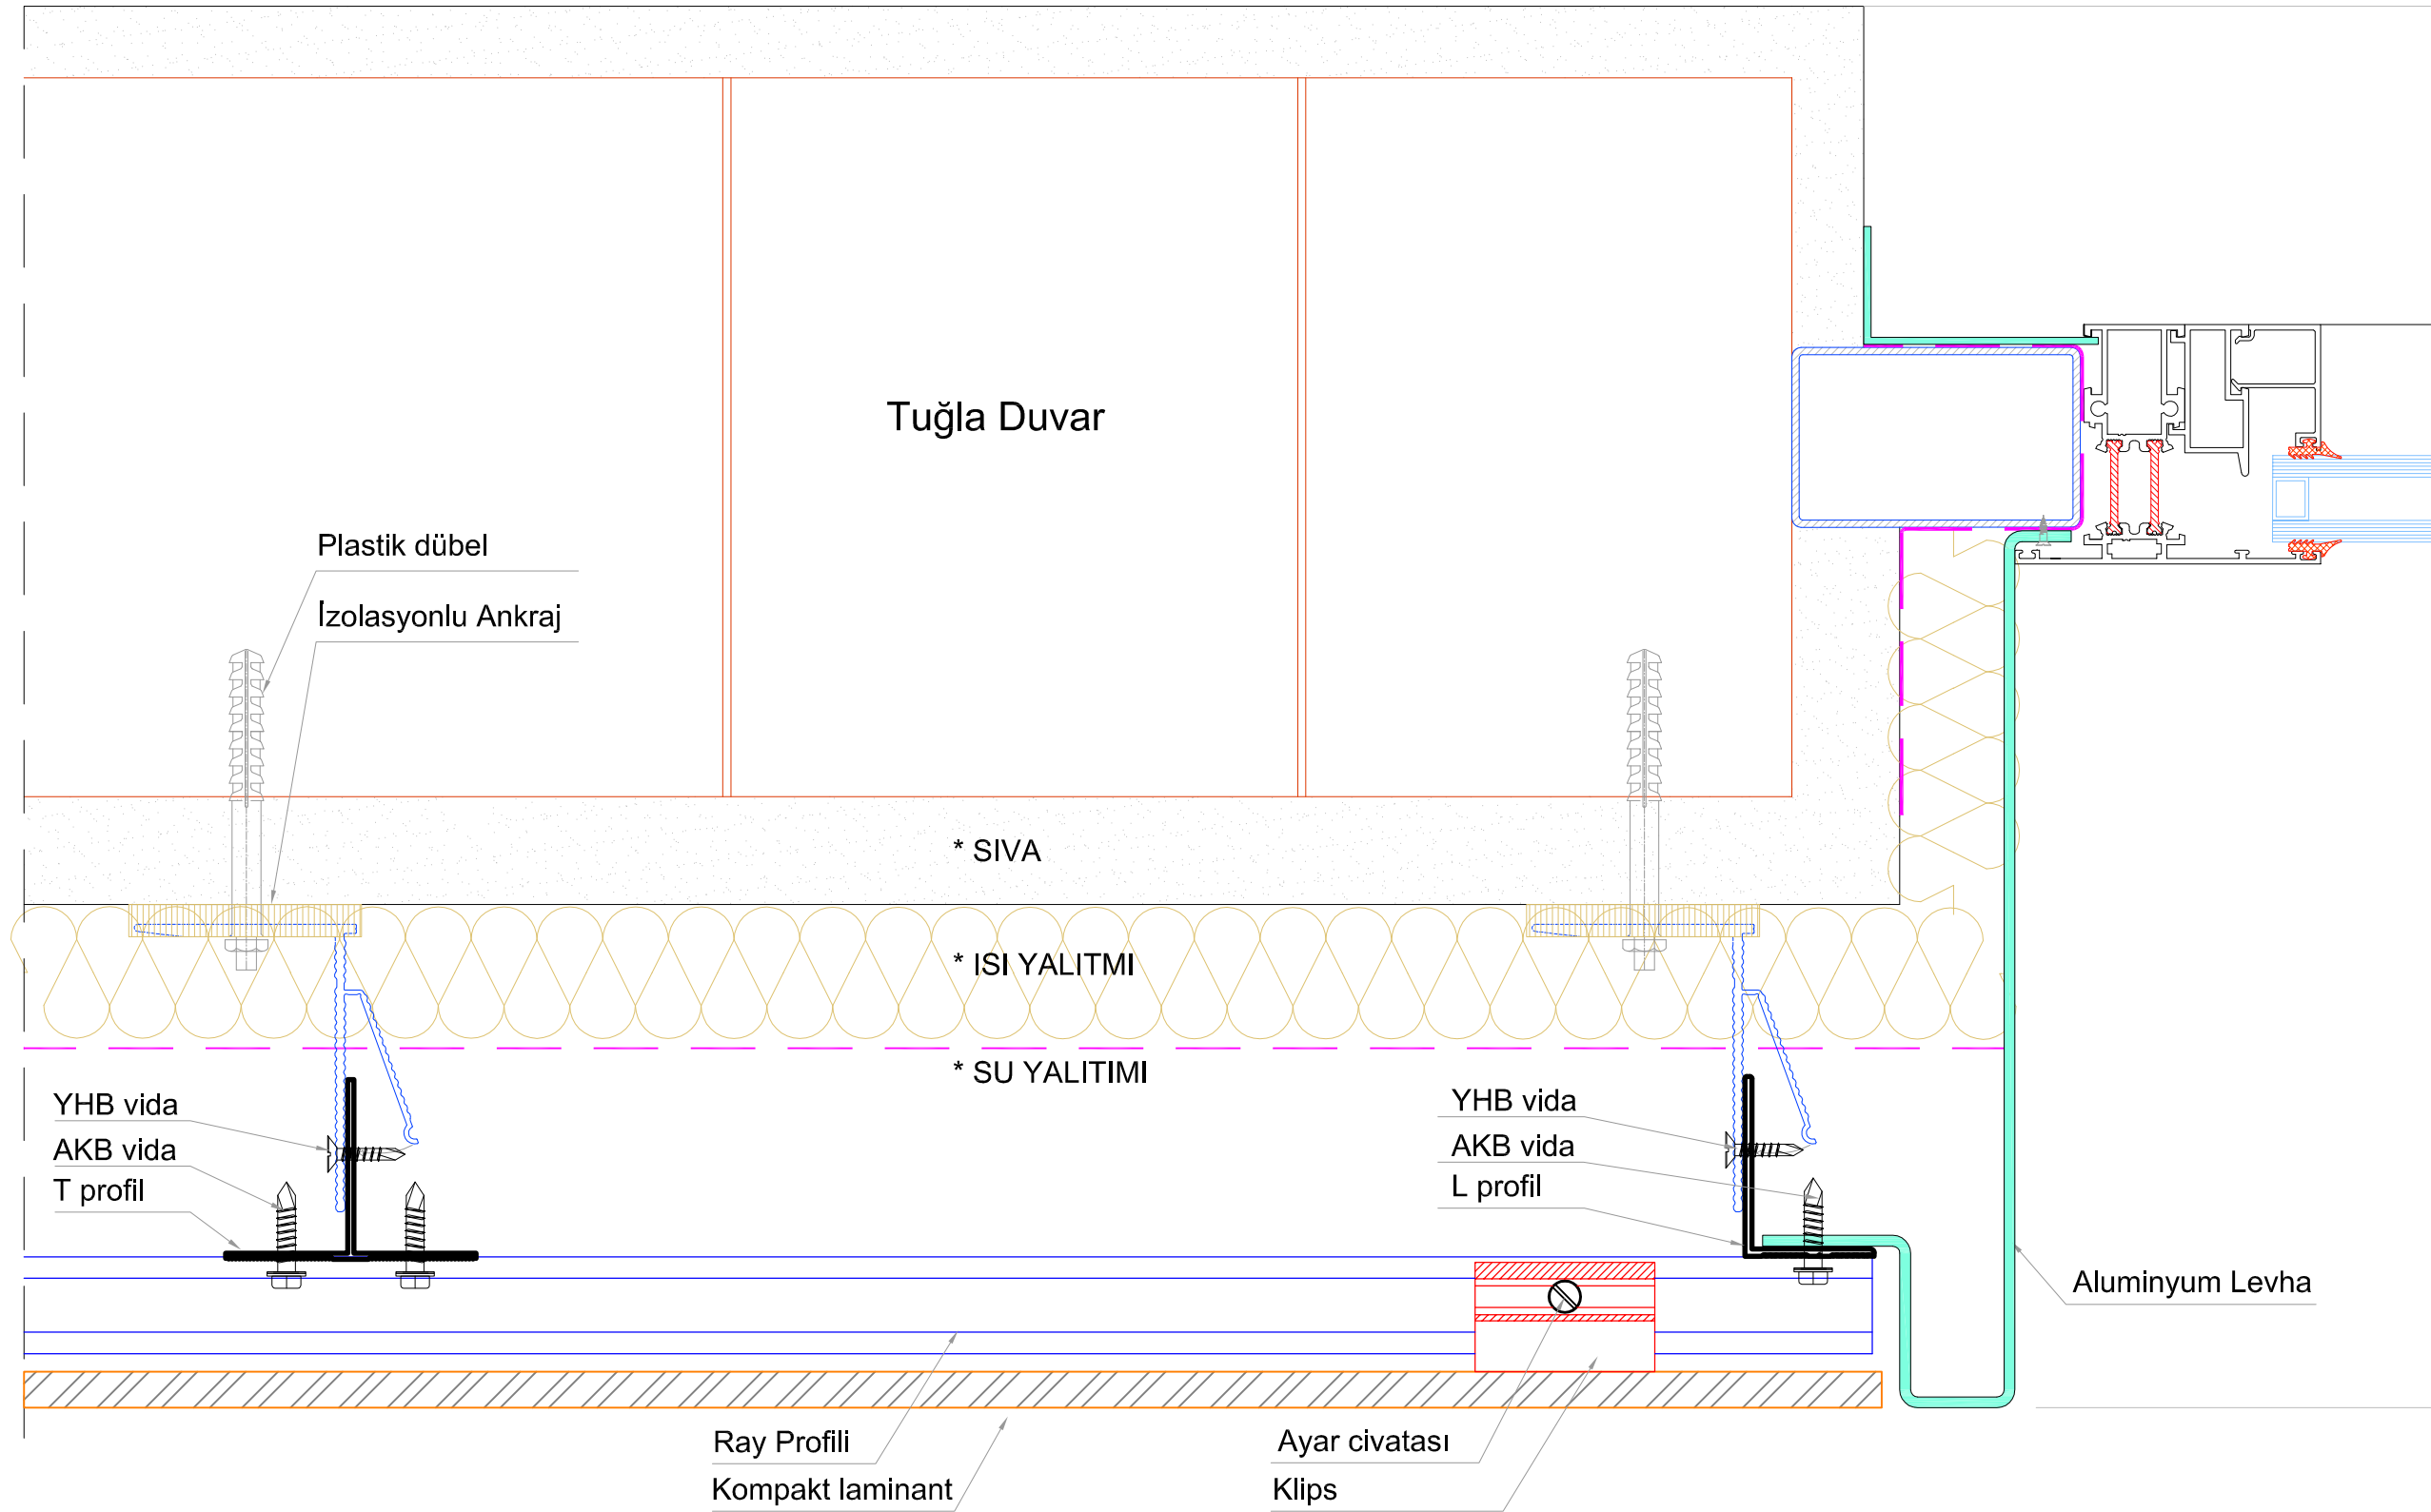 Tuğla Duvar
Plastik dübel
İzolasyonlu Ankraj
* SIVA
* ISI YALITMI
* SU YALITIMI
YHB vida
AKB vida
T profil
YHB vida
AKB vida
L profil
Aluminyum Levha
Ray Profili
Kompakt laminant
Ayar civatası
Klips